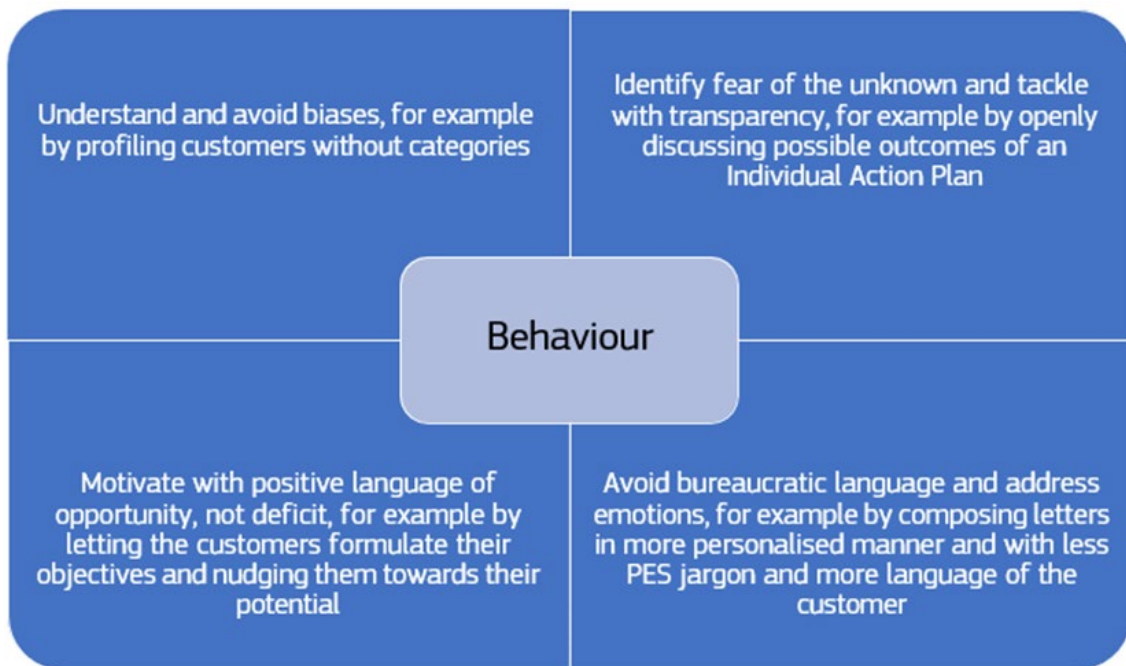 Understand and avoid biases, for example
by profiling customers without categories
Identify fear of the unknown and tackle
with transparency, for example by openly
discussing possible outcomes of an
Individual Action Plan
Behaviour
Motivate with positive language of
opportunity, not deficit, for example by
letting the customers formulate their
objectives and nudging them towards their
potential
Avoid bureaucratic language and address
emotions, for example by composing letters
in more personalised manner and with less
PES jargon and more language of the
customer